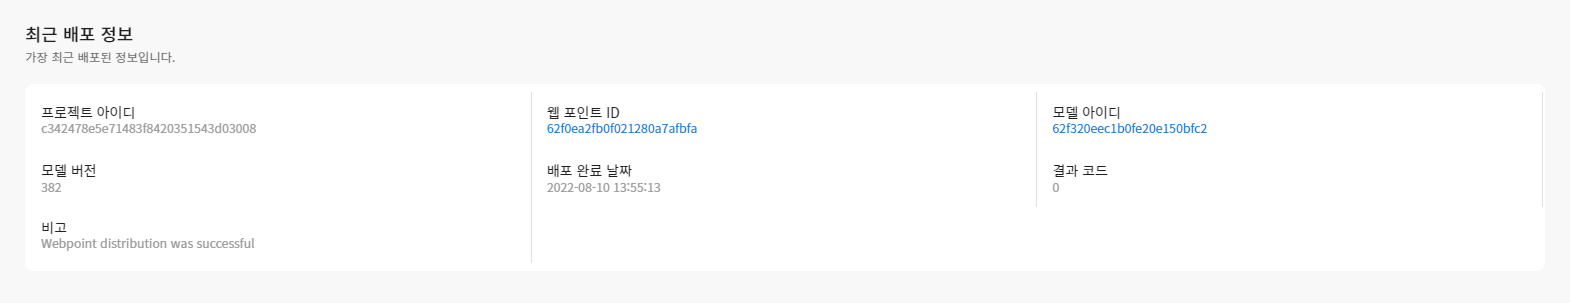 최근 배포 정보
가장 최근 배포된 정보입니다.
프로젝트 아이디
c342478e5e71483f8420351543d03008
웹 포인트 ID
62f0ea2fb0f021280a7afbfa
모델 아이디
62f320eec1b0fe20e150bfc2
모델 버전
382
배포 완료 날짜
2022-08-10 13:55:13
결과 코드
0
비고
Webpoint distribution was successful